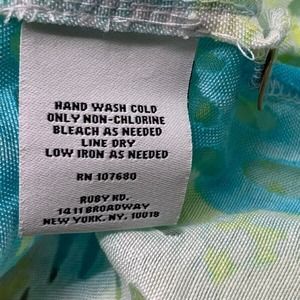 HAND WASH COLD
ONLY NON-CHLORINE
BLEACH AS NEEDED
LINE DRY
LOW IRON AS NEEDED
RN 107680
RUBY RD.
1411 BROADWAY
NEW YORK, NY. 10018